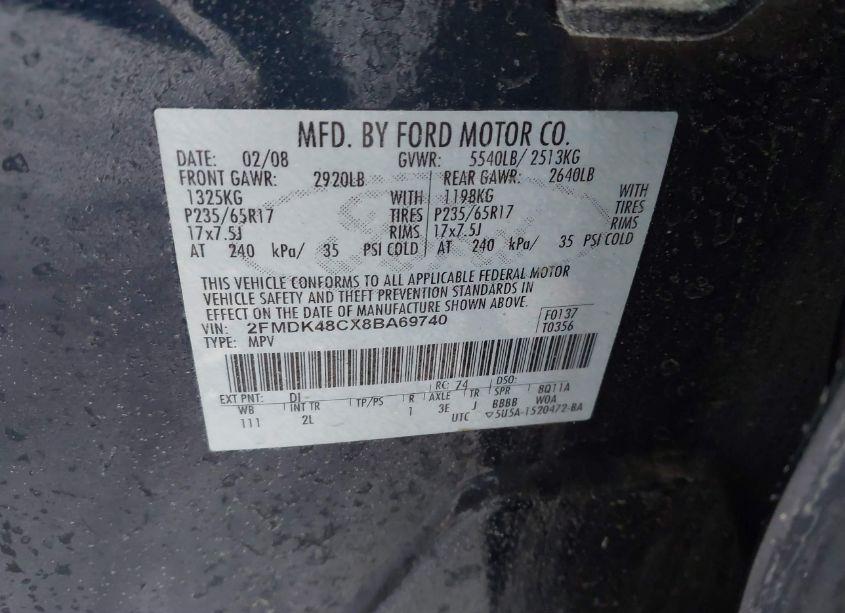 MFD. BY FORD MOTOR CO.
DATE: 02/08 GVWR: 5540LB/ 2513KG
FRONT GAWR: 2920LB REAR GAWR: 2640LB
1325KG WITH 1198KG WITH
P235/65R17 TIRES P235/65R17 TIRES
17x7.5J RIMS 17x7.5J RIMS
AT 240 kPa/ 35 PSI COLD AT 240 kPa/ 35 PSI COLD
THIS VEHICLE CONFORMS TO ALL APPLICABLE FEDERAL MOTOR
VEHICLE SAFETY AND THEFT PREVENTION STANDARDS IN
EFFECT ON THE DATE OF MANUFACTURE SHOWN ABOVE.
VIN: 2FMDK48CX8BA69740 F0137
TYPE: MPV T0356
EXT PNT: DI RC: 74 DSO:
WB INT TR TP/PS R AXLE TR SPR 8Q11A
111 2L 1 3E J BBBB W0A
UTC ▽5U5A-1520472-BA